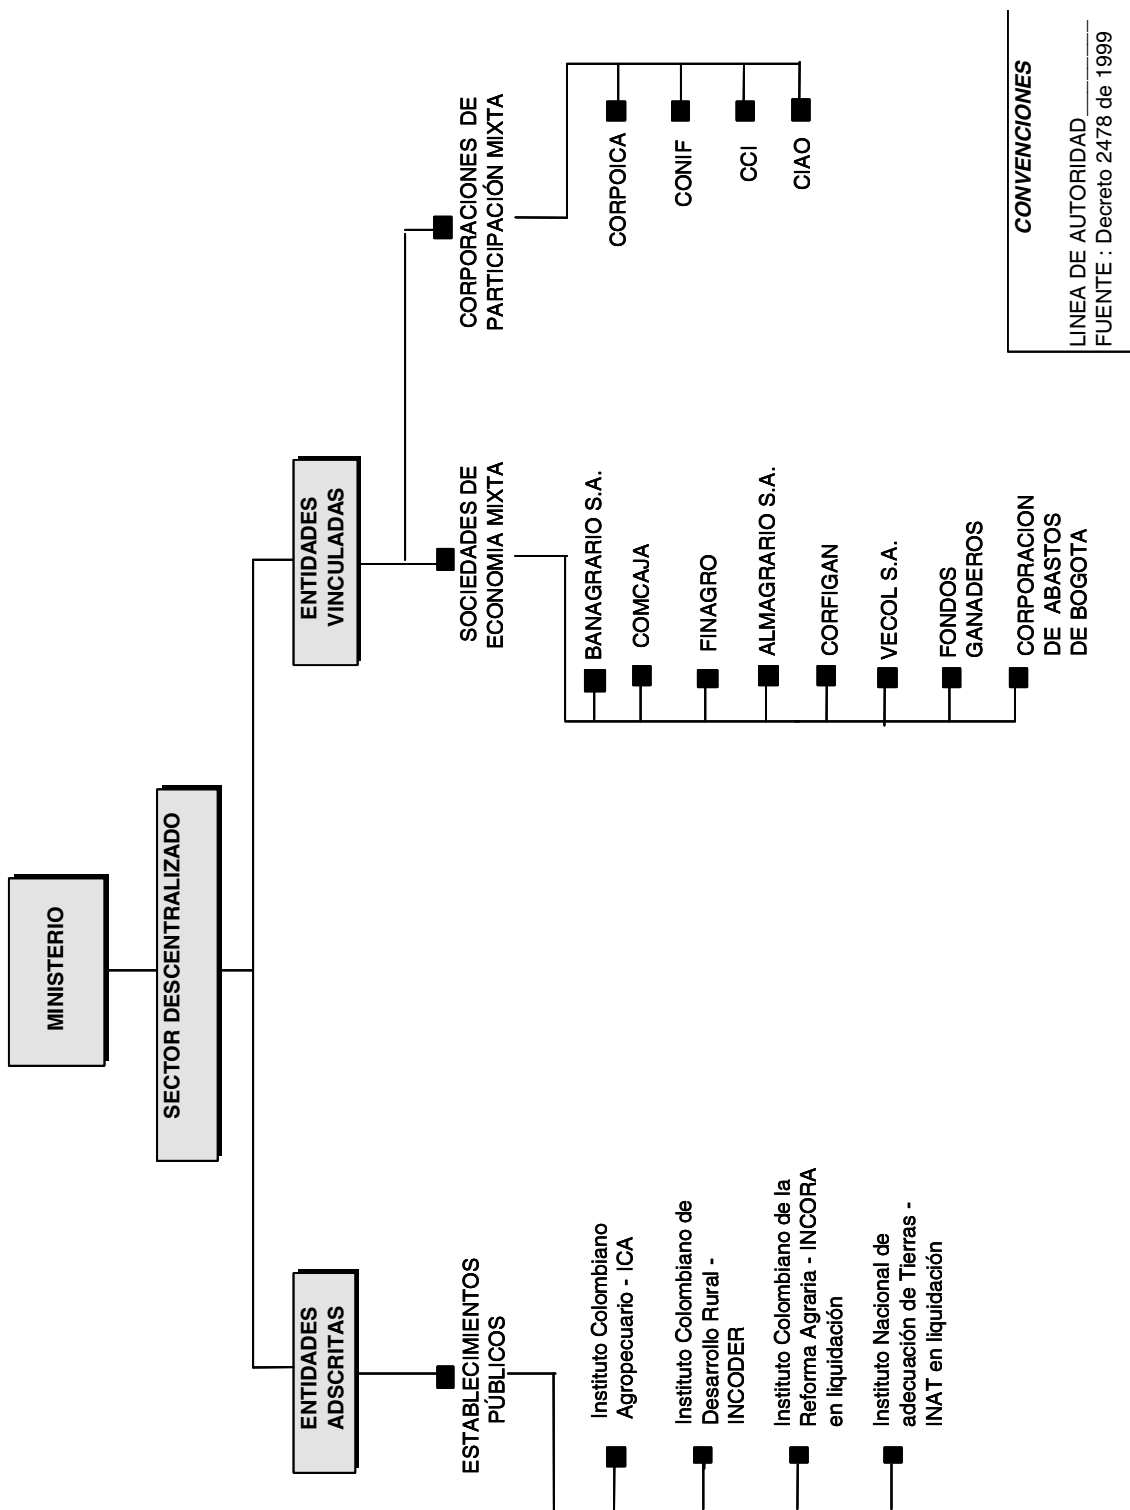 MINISTERIO
SECTOR DESCENTRALIZADO
ENTIDADES
ADSCRITAS
ENTIDADES
VINCULADAS
ESTABLECIMIENTOS
PÚBLICOS
SOCIEDADES DE
ECONOMIA MIXTA
CORPORACIONES DE
PARTICIPACIÓN MIXTA
Instituto Colombiano
Agropecuario - ICA
Instituto Colombiano de
Desarrollo Rural -
INCODER
Instituto Colombiano de la
Reforma Agraria - INCORA
en liquidación
Instituto Nacional de
adecuación de Tierras -
INAT en liquidación
BANAGRARIO S.A.
COMCAJA
FINAGRO
ALMAGRARIO S.A.
CORFIGAN
VECOL S.A.
FONDOS
GANADEROS
CORPORACION
DE ABASTOS
DE BOGOTA
CORPOICA
CONIF
CCI
CIAO
CONVENCIONES
LINEA DE AUTORIDAD________
FUENTE : Decreto 2478 de 1999